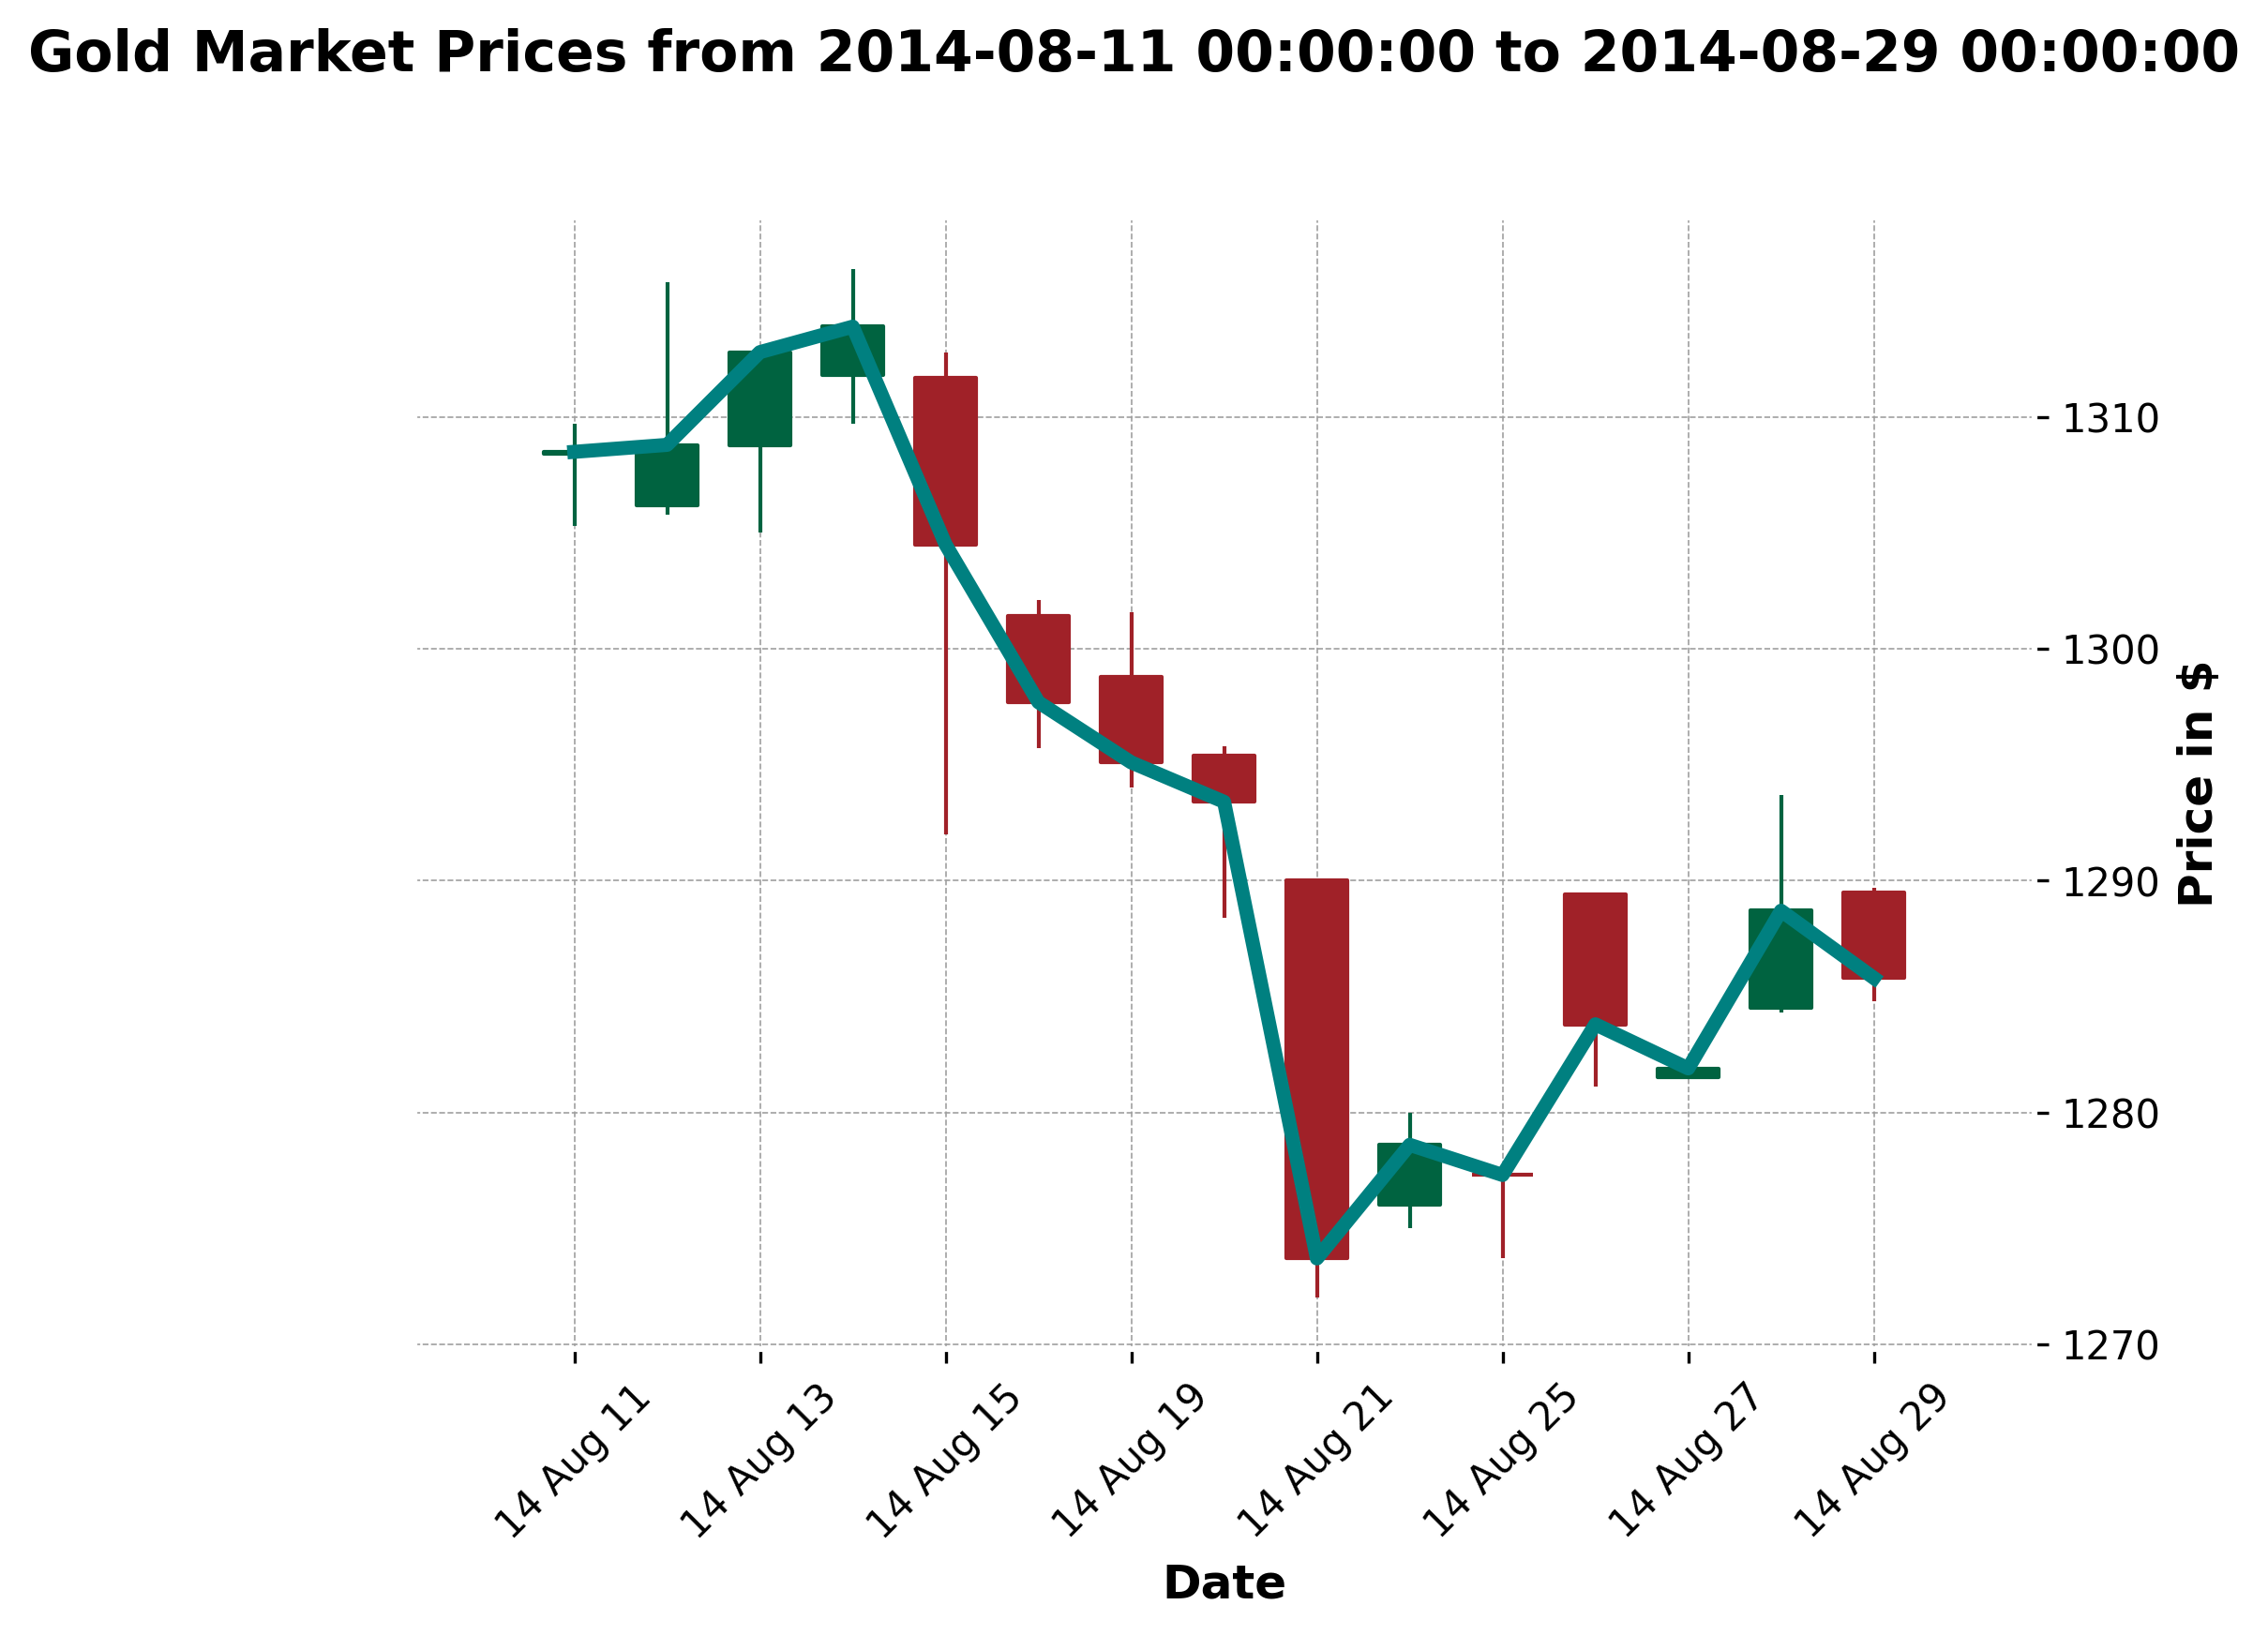 Gold Market Prices from 2014-08-11 00:00:00 to 2014-08-29 00:00:00
1310
1300
1290
1280
1270
Price in $
14 Aug 11
14 Aug 13
14 Aug 15
14 Aug 19
14 Aug 21
14 Aug 25
14 Aug 27
14 Aug 29
Date